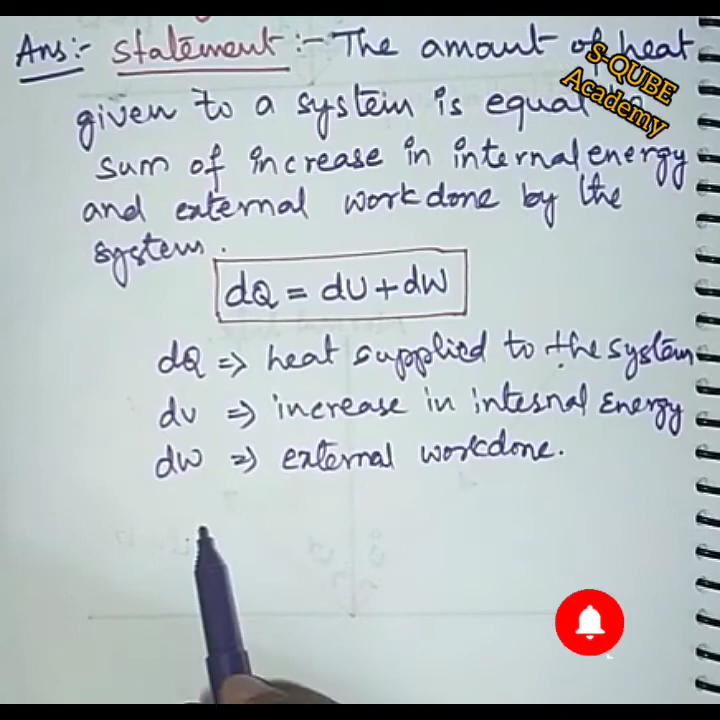 Ans:- Statement :- The amount of heat
given to a system is equal to
sum of increase in internal energy
and external workdone by the
system.
dQ = dU + dW
dQ => heat supplied to the system
dU => increase in internal Energy
dW => external workdone.
S-QUBE
Academy